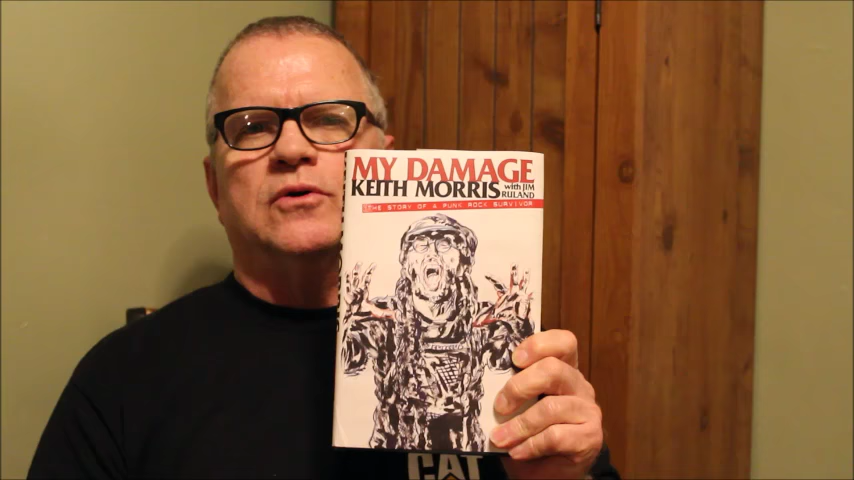 MY DAMAGE
KEITH MORRIS with JIM RULAND
THE STORY OF A PUNK ROCK SURVIVOR
CAT